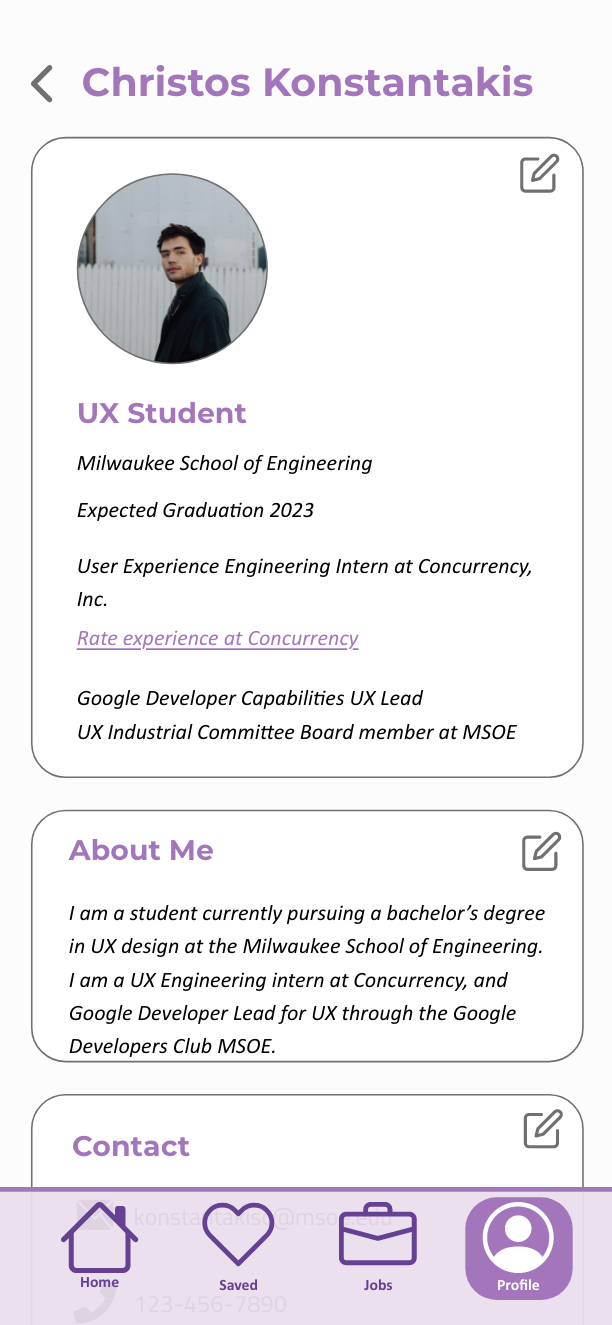 Christos Konstantakis
UX Student
Milwaukee School of Engineering
Expected Graduation 2023
User Experience Engineering Intern at Concurrency,
Inc.
Rate experience at Concurrency
Google Developer Capabilities UX Lead
UX Industrial Committee Board member at MSOE
About Me
I am a student currently pursuing a bachelor’s degree
in UX design at the Milwaukee School of Engineering.
I am a UX Engineering intern at Concurrency, and
Google Developer Lead for UX through the Google
Developers Club MSOE.
Contact
konstantakisc@msoe.edu
Home
Saved
Jobs
Profile
123-456-7890